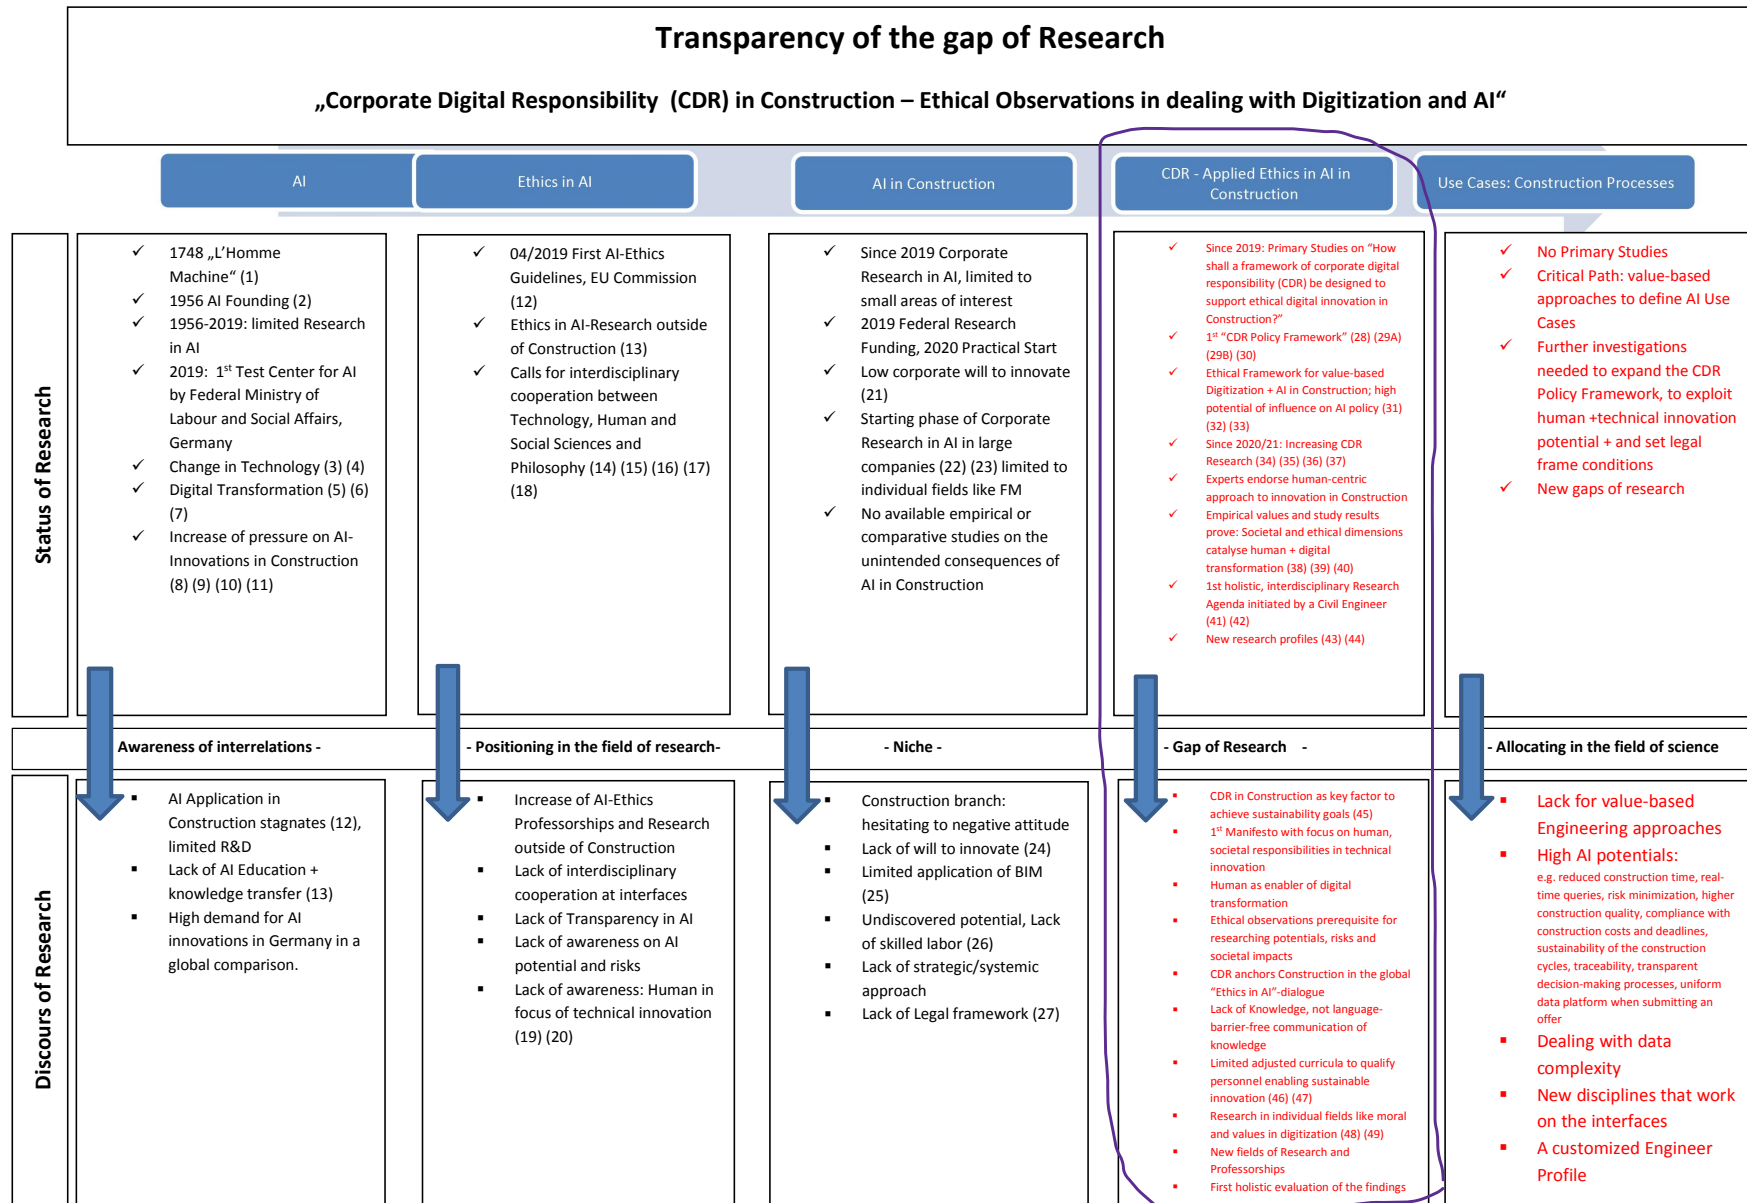 Transparency of the gap of Research
„Corporate Digital Responsibility (CDR) in Construction – Ethical Observations in dealing with Digitization and AI“
AI
Ethics in AI
AI in Construction
CDR - Applied Ethics in AI in
Construction
Use Cases: Construction Processes
Status of Research
✓ 1748 „L’Homme
Machine“ (1)
✓ 1956 AI Founding (2)
✓ 1956-2019: limited Research
in AI
✓ 2019: 1st Test Center for AI
by Federal Ministry of
Labour and Social Affairs,
Germany
✓ Change in Technology (3) (4)
✓ Digital Transformation (5) (6)
(7)
✓ Increase of pressure on AI-
Innovations in Construction
(8) (9) (10) (11)
✓ 04/2019 First AI-Ethics
Guidelines, EU Commission
(12)
✓ Ethics in AI-Research outside
of Construction (13)
✓ Calls for interdisciplinary
cooperation between
Technology, Human and
Social Sciences and
Philosophy (14) (15) (16) (17)
(18)
✓ Since 2019 Corporate
Research in AI, limited to
small areas of interest
✓ 2019 Federal Research
Funding, 2020 Practical Start
✓ Low corporate will to innovate
(21)
✓ Starting phase of Corporate
Research in AI in large
companies (22) (23) limited to
individual fields like FM
✓ No available empirical or
comparative studies on the
unintended consequences of
AI in Construction
✓ Since 2019: Primary Studies on “How
shall a framework of corporate digital
responsibility (CDR) be designed to
support ethical digital innovation in
Construction?”
✓ 1st “CDR Policy Framework” (28) (29A)
(29B) (30)
✓ Ethical Framework for value-based
Digitization + AI in Construction; high
potential of influence on AI policy (31)
(32) (33)
✓ Since 2020/21: Increasing CDR
Research (34) (35) (36) (37)
✓ Experts endorse human-centric
approach to innovation in Construction
✓ Empirical values and study results
prove: Societal and ethical dimensions
catalyse human + digital
transformation (38) (39) (40)
✓ 1st holistic, interdisciplinary Research
Agenda initiated by a Civil Engineer
(41) (42)
✓ New research profiles (43) (44)
✓ No Primary Studies
✓ Critical Path: value-based
approaches to define AI Use
Cases
✓ Further investigations
needed to expand the CDR
Policy Framework, to exploit
human +technical innovation
potential + and set legal
frame conditions
✓ New gaps of research
Awareness of interrelations -
- Positioning in the field of research-
- Niche -
- Gap of Research -
- Allocating in the field of science
Discours of Research
▪ AI Application in
Construction stagnates (12),
limited R&D
▪ Lack of AI Education +
knowledge transfer (13)
▪ High demand for AI
innovations in Germany in a
global comparison.
▪ Increase of AI-Ethics
Professorships and Research
outside of Construction
▪ Lack of interdisciplinary
cooperation at interfaces
▪ Lack of Transparency in AI
▪ Lack of awareness on AI
potential and risks
▪ Lack of awareness: Human in
focus of technical innovation
(19) (20)
▪ Construction branch:
hesitating to negative attitude
▪ Lack of will to innovate (24)
▪ Limited application of BIM
(25)
▪ Undiscovered potential, Lack
of skilled labor (26)
▪ Lack of strategic/systemic
approach
▪ Lack of Legal framework (27)
▪ CDR in Construction as key factor to
achieve sustainability goals (45)
▪ 1st Manifesto with focus on human,
societal responsibilities in technical
innovation
▪ Human as enabler of digital
transformation
▪ Ethical observations prerequisite for
researching potentials, risks and
societal impacts
▪ CDR anchors Construction in the global
“Ethics in AI”-dialogue
▪ Lack of Knowledge, not language-
barrier-free communication of
knowledge
▪ Limited adjusted curricula to qualify
personnel enabling sustainable
innovation (46) (47)
▪ Research in individual fields like moral
and values in digitization (48) (49)
▪ New fields of Research and
Professorships
▪ First holistic evaluation of the findings
▪ Lack for value-based
Engineering approaches
▪ High AI potentials:
e.g. reduced construction time, real-
time queries, risk minimization, higher
construction quality, compliance with
construction costs and deadlines,
sustainability of the construction
cycles, traceability, transparent
decision-making processes, uniform
data platform when submitting an
offer
▪ Dealing with data
complexity
▪ New disciplines that work
on the interfaces
▪ A customized Engineer
Profile